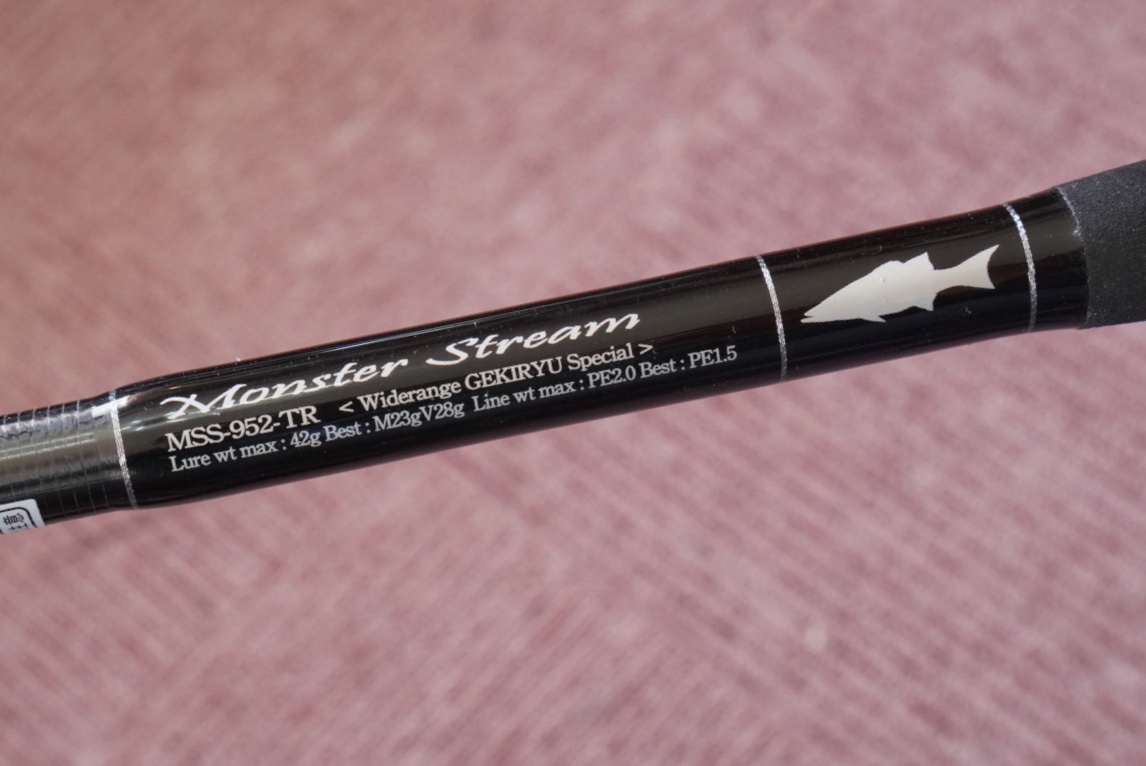 Monster Stream
MSS-952-TR < Widerange GEKIRYU Special >
Lure wt max : 42g Best : M23gV28g Line wt max : PE2.0 Best : PE1.5